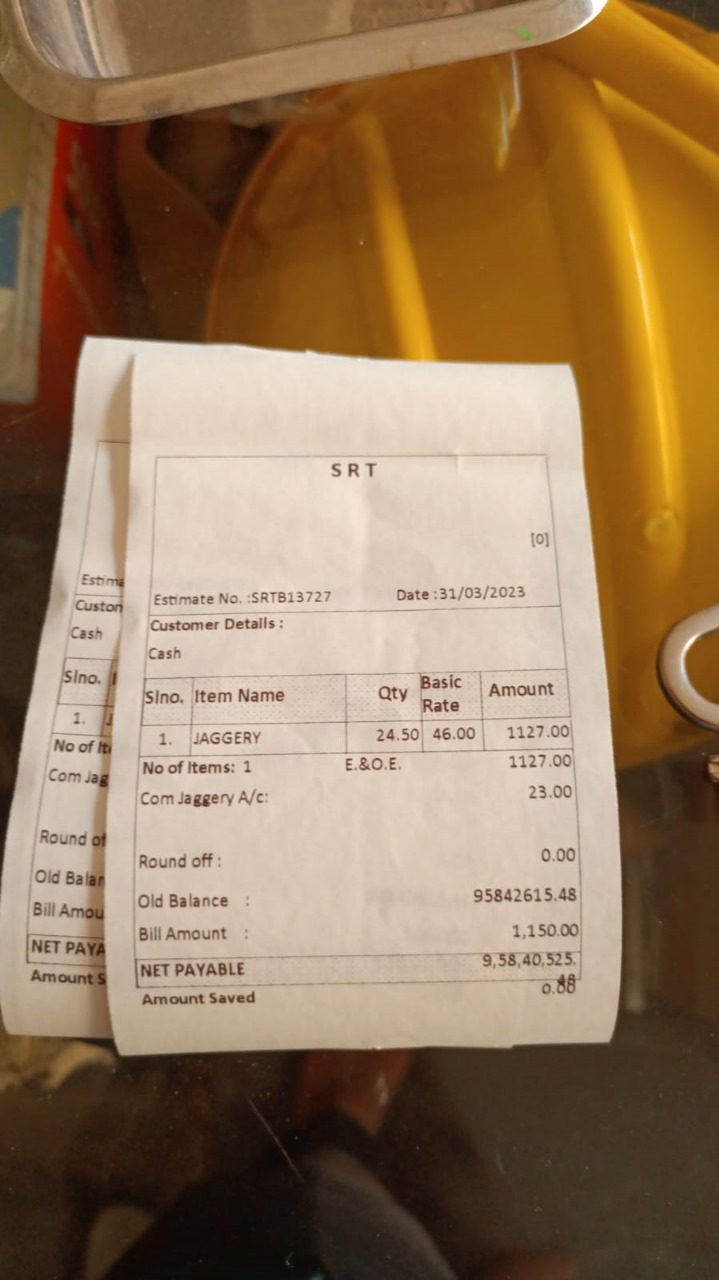 SRT
[0]
Estimate No. :SRTB13727 Date :31/03/2023
Customer Details :
Cash
Slno. Item Name Qty Basic Rate Amount
1. JAGGERY 24.50 46.00 1127.00
No of Items: 1 E.&O.E. 1127.00
Com Jaggery A/c: 23.00
Round off : 0.00
Old Balance : 95842615.48
Bill Amount : 1,150.00
NET PAYABLE 9,58,40,525.48
Amount Saved 0.00
Estima
Custon
Cash
Slno.
1.
No of It
Com Jag
Round of
Old Balan
Bill Amou
NET PAYA
Amount S